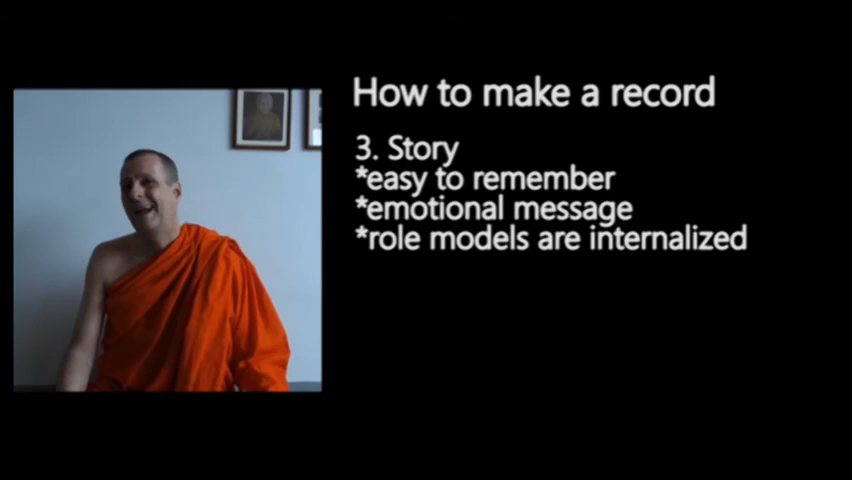 How to make a record
3. Story
*easy to remember
*emotional message
*role models are internalized